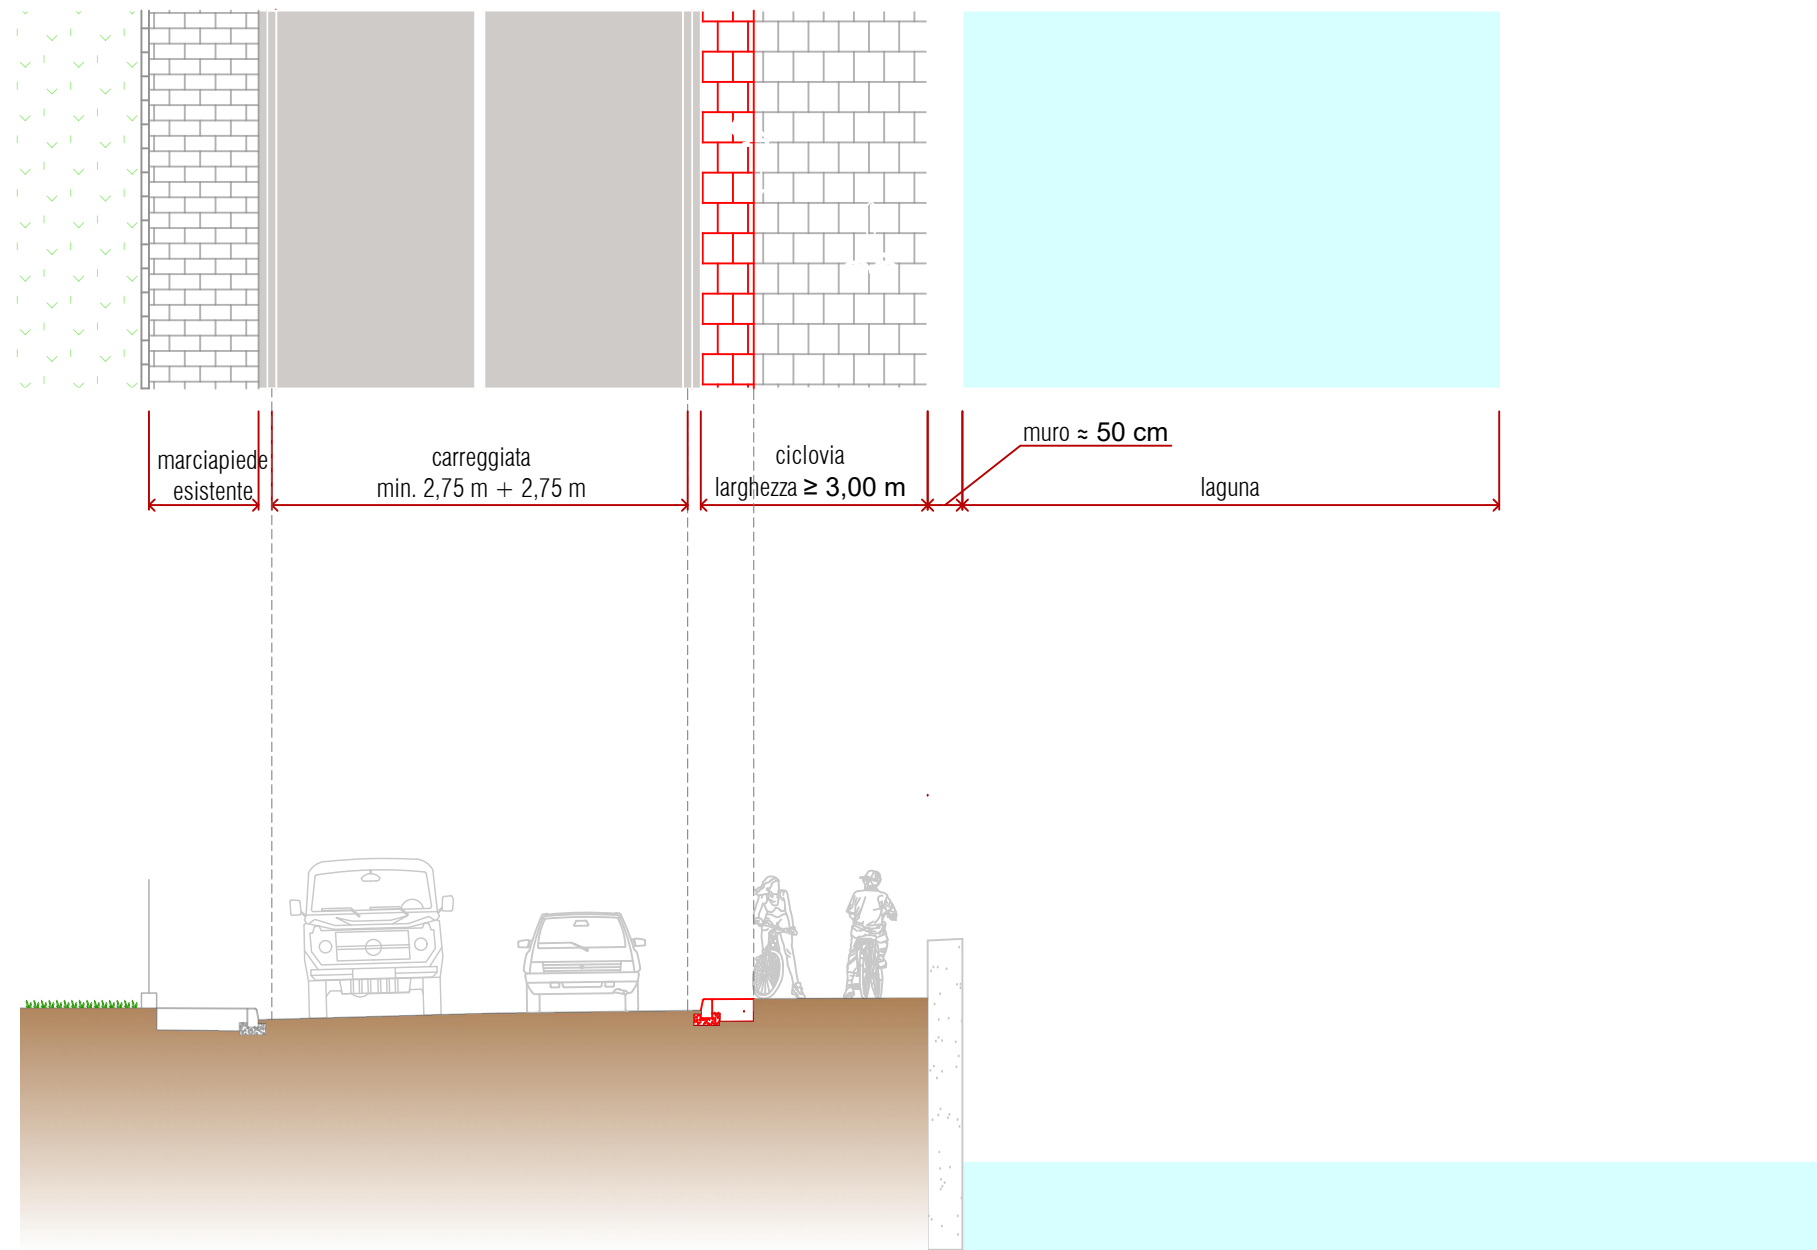 marciapiede
esistente
carreggiata
min. 2,75 m + 2,75 m
ciclovia
larghezza ≥ 3,00 m
muro ≈ 50 cm
laguna